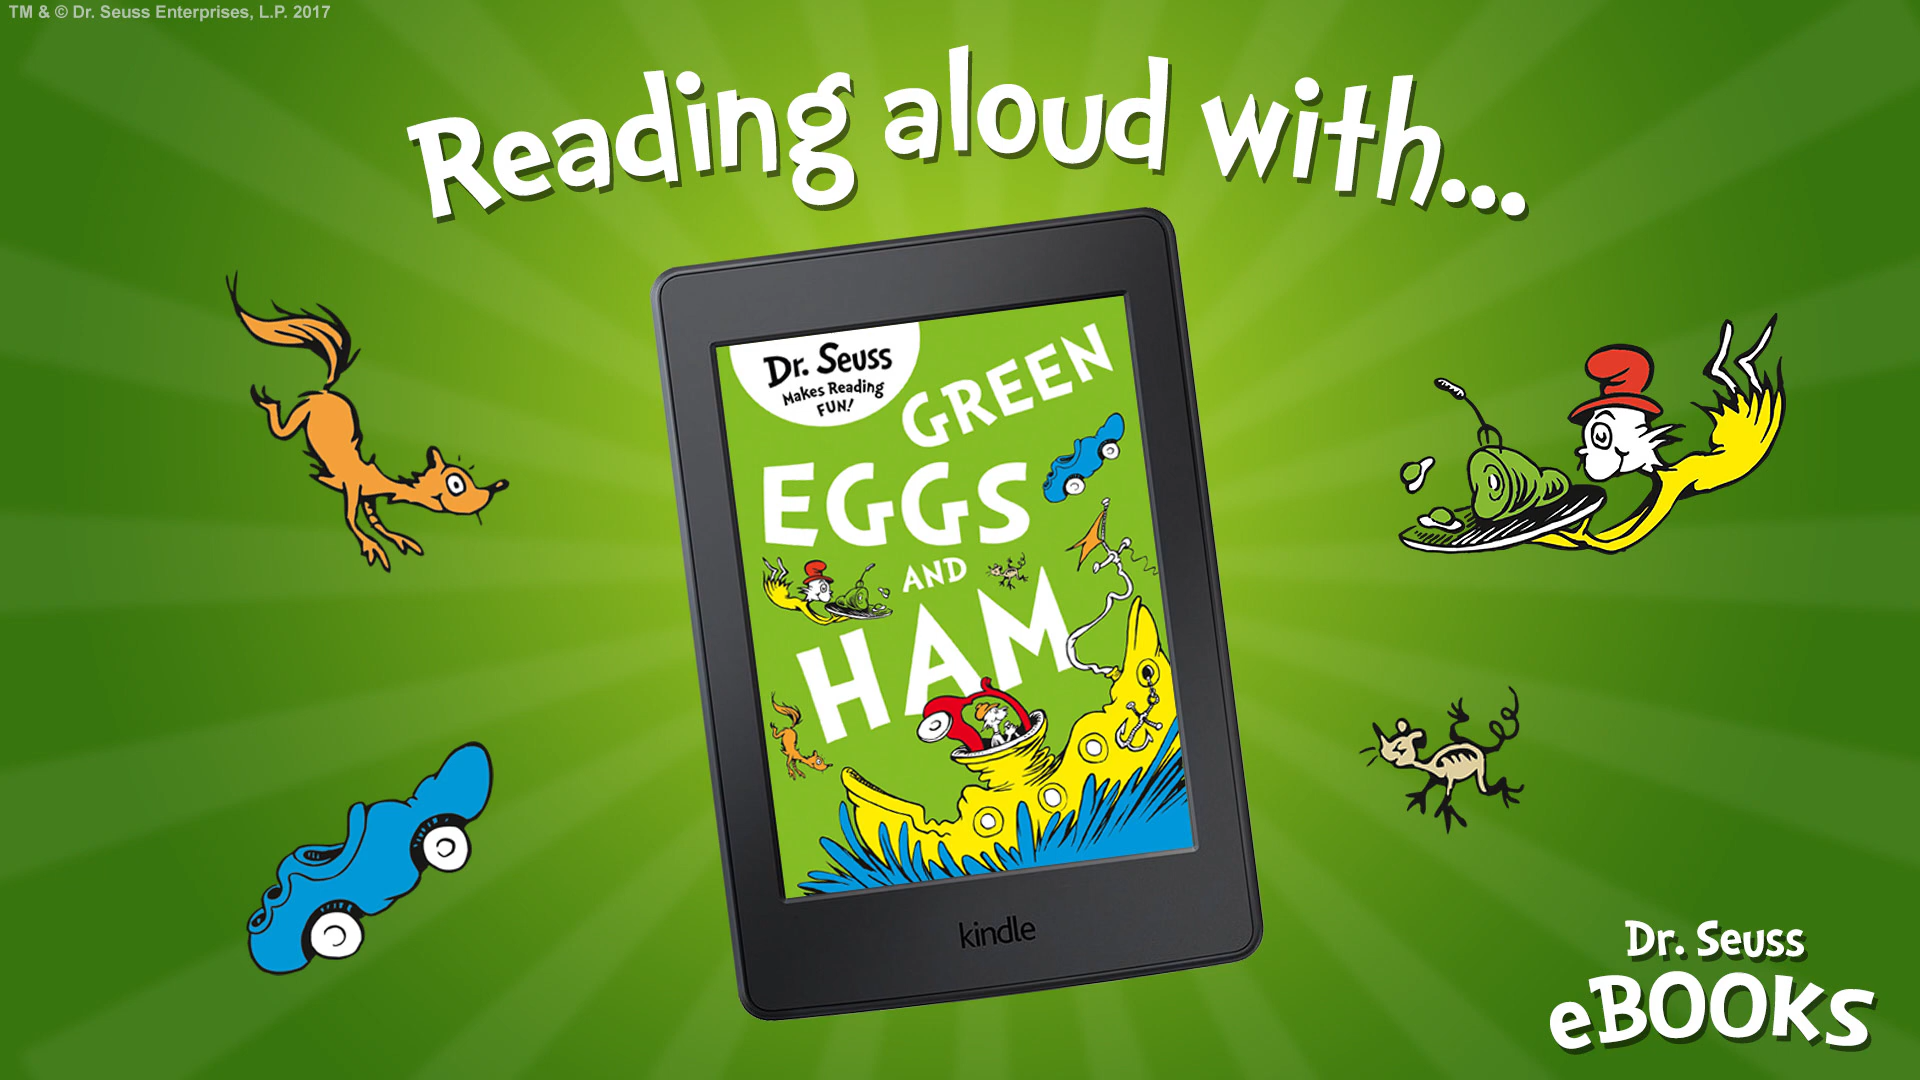 TM & © Dr. Seuss Enterprises, L.P. 2017
Reading aloud with...
Dr. Seuss
Makes Reading
FUN!
GREEN
EGGS
AND
HAM
kindle
Dr. Seuss
eBOOKS